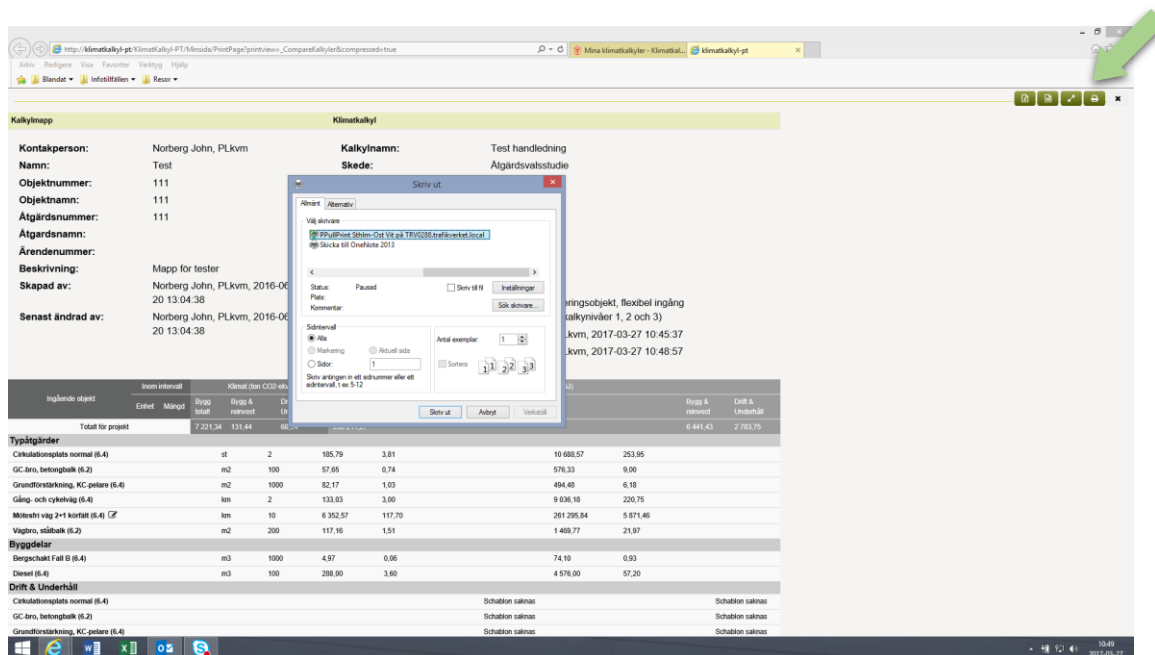 http://klimatkalkyl-pt/KlimatKalkyl-PT/Minsida/PrintPage?printview=_CompareKalkyler&compressed=true
Mina klimatkalkyler - Klimatkal...
klimatkalkyl-pt
Arkiv Redigera Visa Favoriter Verktyg Hjälp
Blandat Infotillfällen Resor
Kalkylmapp Klimatkalkyl
Kontakperson: Norberg John, PLkvm Kalkylnamn: Test handledning
Namn: Test Skede: Åtgärdsvalsstudie
Objektnummer: 111
Objektnamn: 111
Åtgärdsnummer: 111
Åtgardsnamn:
Ärendenummer:
Beskrivning: Mapp för tester
Skapad av: Norberg John, PLkvm, 2016-06
20 13:04:38
eringsobjekt, flexibel ingång
Senast ändrad av: Norberg John, PLkvm, 2016-06
kalkynivåer 1, 2 och 3)
20 13:04:38
kvm, 2017-03-27 10:45:37
kvm, 2017-03-27 10:48:57
Skriv ut
Allmänt Alternativ
Välj skrivare
PPullPrint Sthlm-Ost Vit på TRV0288.trafikverket.local
Skicka till OneNote 2013
Status: Pausad Skriv till fil Inställningar
Plats:
Kommentar: Sök skrivare...
Sidintervall
Alla Antal exemplar: 1
Markering Aktuell sida
Sidor: 1 Sortera 1 1 2 2 3 3
Skriv antingen in ett sidnummer eller ett
sidintervall, t ex 5-12
Skriv ut Avbryt Verkställ
Ingående objekt Inom intervall Klimat (ton CO2-ekv
Enhet Mängd Bygg totalt Bygg & reinvest Bygg & reinvest Drift & Underhåll
Totalt för projekt 7 221,34 131,44 6 441,43 2 783,75
Typåtgärder
Cirkulationsplats normal (6.4) st 2 185,79 3,81 10 688,57 253,95
GC-bro, betongbalk (6.2) m2 100 57,65 0,74 576,33 9,00
Grundförstärkning, KC-pelare (6.4) m2 1000 82,17 1,03 494,48 6,18
Gång- och cykelväg (6.4) km 2 133,03 3,00 9 036,18 220,75
Mötesfri väg 2+1 körfält (6.4) km 10 6 352,57 117,70 261 295,84 5 871,46
Vägbro, stålbalk (6.2) m2 200 117,16 1,51 1 469,77 21,97
Byggdelar
Bergschakt Fall B (6.4) m3 1000 4,97 0,06 74,10 0,93
Diesel (6.4) m3 100 288,00 3,60 4 576,00 57,20
Drift & Underhåll
Cirkulationsplats normal (6.4) Schablon saknas Schablon saknas
GC-bro, betongbalk (6.2) Schablon saknas Schablon saknas
Grundförstärkning, KC-pelare (6.4) Schablon saknas Schablon saknas
10:49
2017-03-27